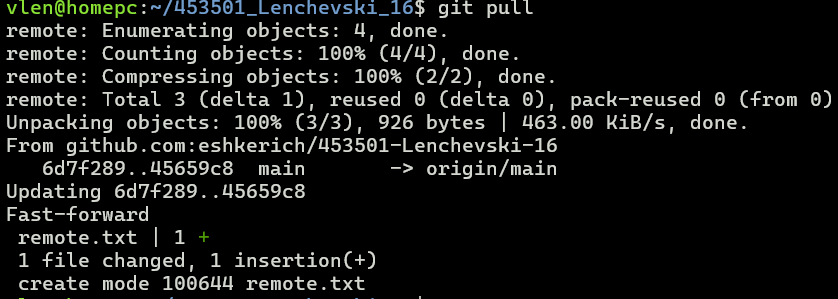 vlen@homepc:~/453501_Lenchevski_16$ git pull
remote: Enumerating objects: 4, done.
remote: Counting objects: 100% (4/4), done.
remote: Compressing objects: 100% (2/2), done.
remote: Total 3 (delta 1), reused 0 (delta 0), pack-reused 0 (from 0)
Unpacking objects: 100% (3/3), 926 bytes | 463.00 KiB/s, done.
From github.com:eshkerich/453501-Lenchevski-16
   6d7f289..45659c8  main       -> origin/main
Updating 6d7f289..45659c8
Fast-forward
 remote.txt | 1 +
 1 file changed, 1 insertion(+)
 create mode 100644 remote.txt